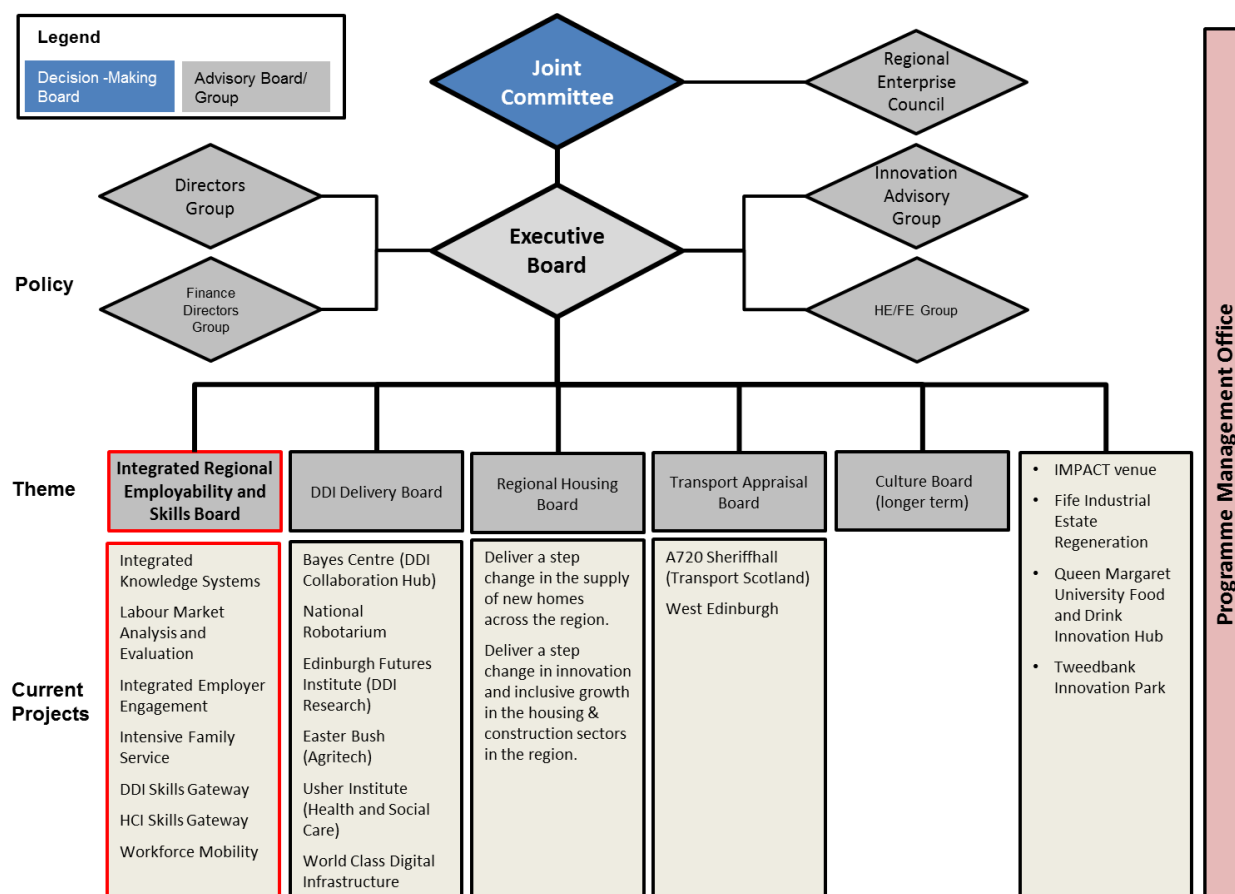 Legend
Decision -Making
Board
Advisory Board/
Group
Joint
Committee
Regional
Enterprise
Council
Directors
Group
Innovation
Advisory
Group
Executive
Board
Policy
Finance
Directors
Group
HE/FE Group
Programme Management Office
Theme
Integrated Regional
Employability and
Skills Board
DDI Delivery Board
Regional Housing
Board
Transport Appraisal
Board
Culture Board
(longer term)
• IMPACT venue
• Fife Industrial
Estate
Regeneration
• Queen Margaret
University Food
and Drink
Innovation Hub
• Tweedbank
Innovation Park
Current
Projects
Integrated
Knowledge Systems
Labour Market
Analysis and
Evaluation
Integrated Employer
Engagement
Intensive Family
Service
DDI Skills Gateway
HCI Skills Gateway
Workforce Mobility
Bayes Centre (DDI
Collaboration Hub)
National
Robotarium
Edinburgh Futures
Institute (DDI
Research)
Easter Bush
(Agritech)
Usher Institute
(Health and Social
Care)
World Class Digital
Infrastructure
Deliver a step
change in the supply
of new homes
across the region.
Deliver a step
change in innovation
and inclusive growth
in the housing &
construction sectors
in the region.
A720 Sheriffhall
(Transport Scotland)
West Edinburgh